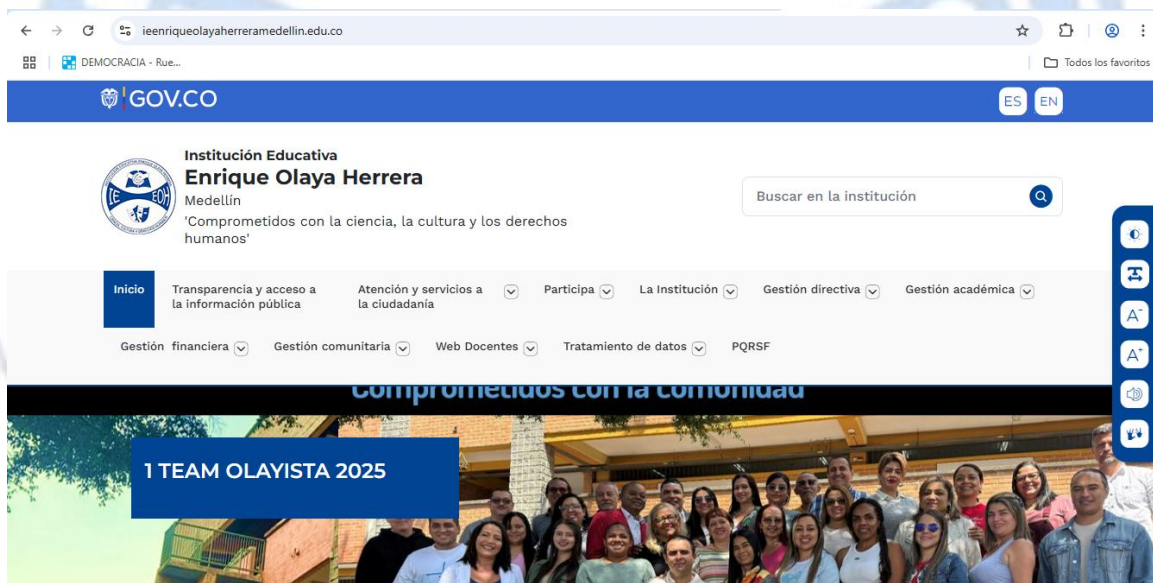 ieenriqueolayaherreramedellin.edu.co
DEMOCRACIA - Rue...
Todos los favoritos
GOV.CO
ES EN
Institución Educativa
Enrique Olaya Herrera
Medellín
'Comprometidos con la ciencia, la cultura y los derechos
humanos'
Buscar en la institución
IE EOH
Inicio
Transparencia y acceso a
la información pública
Atención y servicios a
la ciudadanía
Participa
La Institución
Gestión directiva
Gestión académica
Gestión financiera
Gestión comunitaria
Web Docentes
Tratamiento de datos
PQRSF
A-
A+
Comprometidos con la comunidad
1 TEAM OLAYISTA 2025